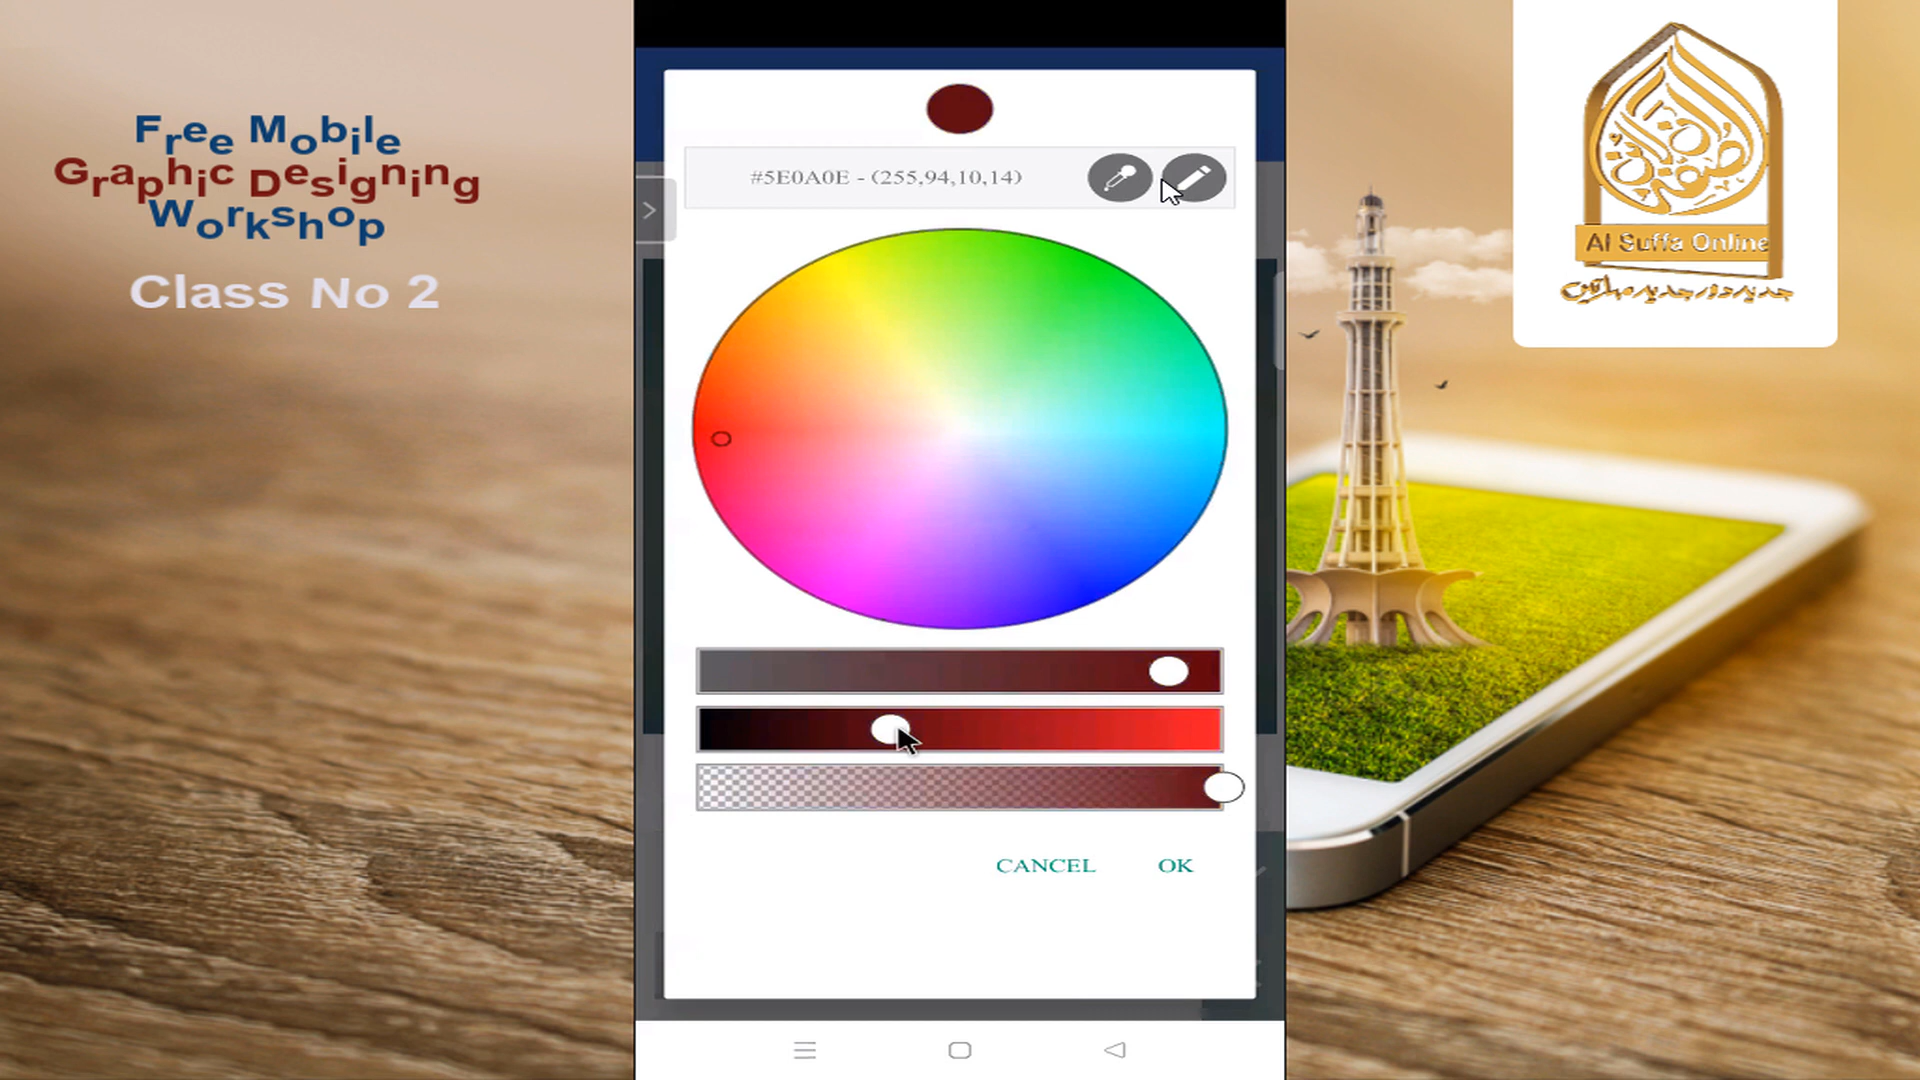 Free Mobile
Graphic Designing
Workshop
Class No 2
#5E0A0E - (255,94,10,14)
CANCEL
OK
Al Suffa Online